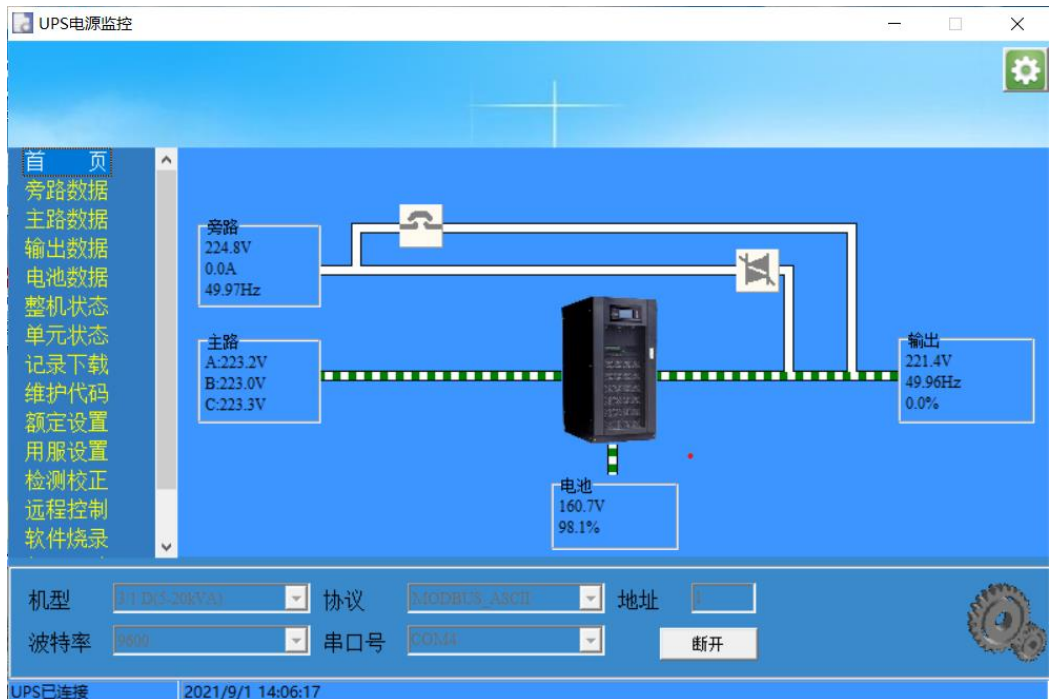 UPS电源监控
首 页
旁路数据
主路数据
输出数据
电池数据
整机状态
单元状态
记录下载
维护代码
额定设置
用服设置
检测校正
远程控制
软件烧录
旁路
224.8V
0.0A
49.97Hz
主路
A:223.2V
B:223.0V
C:223.3V
输出
221.4V
49.96Hz
0.0%
电池
160.7V
98.1%
机型 3/1 D(5-20kVA) 协议 MODBUS_ASCII 地址 1
波特率 9600 串口号 COM4 断开
UPS已连接 2021/9/1 14:06:17